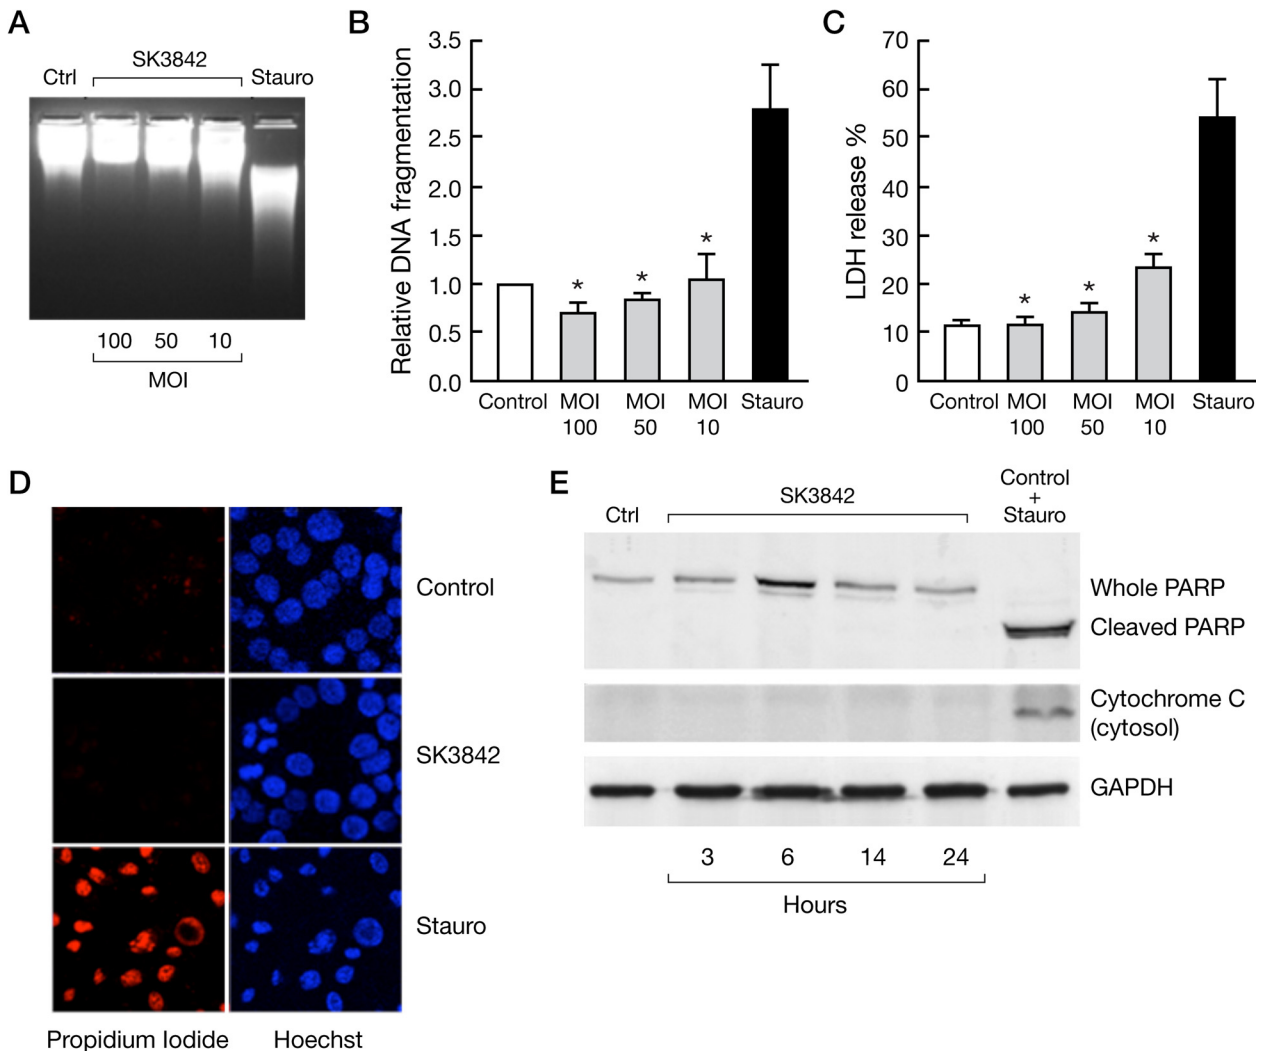 A
SK3842
Ctrl
Stauro
100 50 10
MOI
B
Relative DNA fragmentation
3.5
3.0
2.5
2.0
1.5
1.0
0.5
0.0
*
*
*
Control MOI MOI MOI Stauro
100 50 10
C
LDH release %
70
60
50
40
30
20
10
0
*
*
*
Control MOI MOI MOI Stauro
100 50 10
D
Control
SK3842
Stauro
Propidium Iodide Hoechst
E
Ctrl
SK3842
Control
+
Stauro
Whole PARP
Cleaved PARP
Cytochrome C
(cytosol)
GAPDH
3 6 14 24
Hours